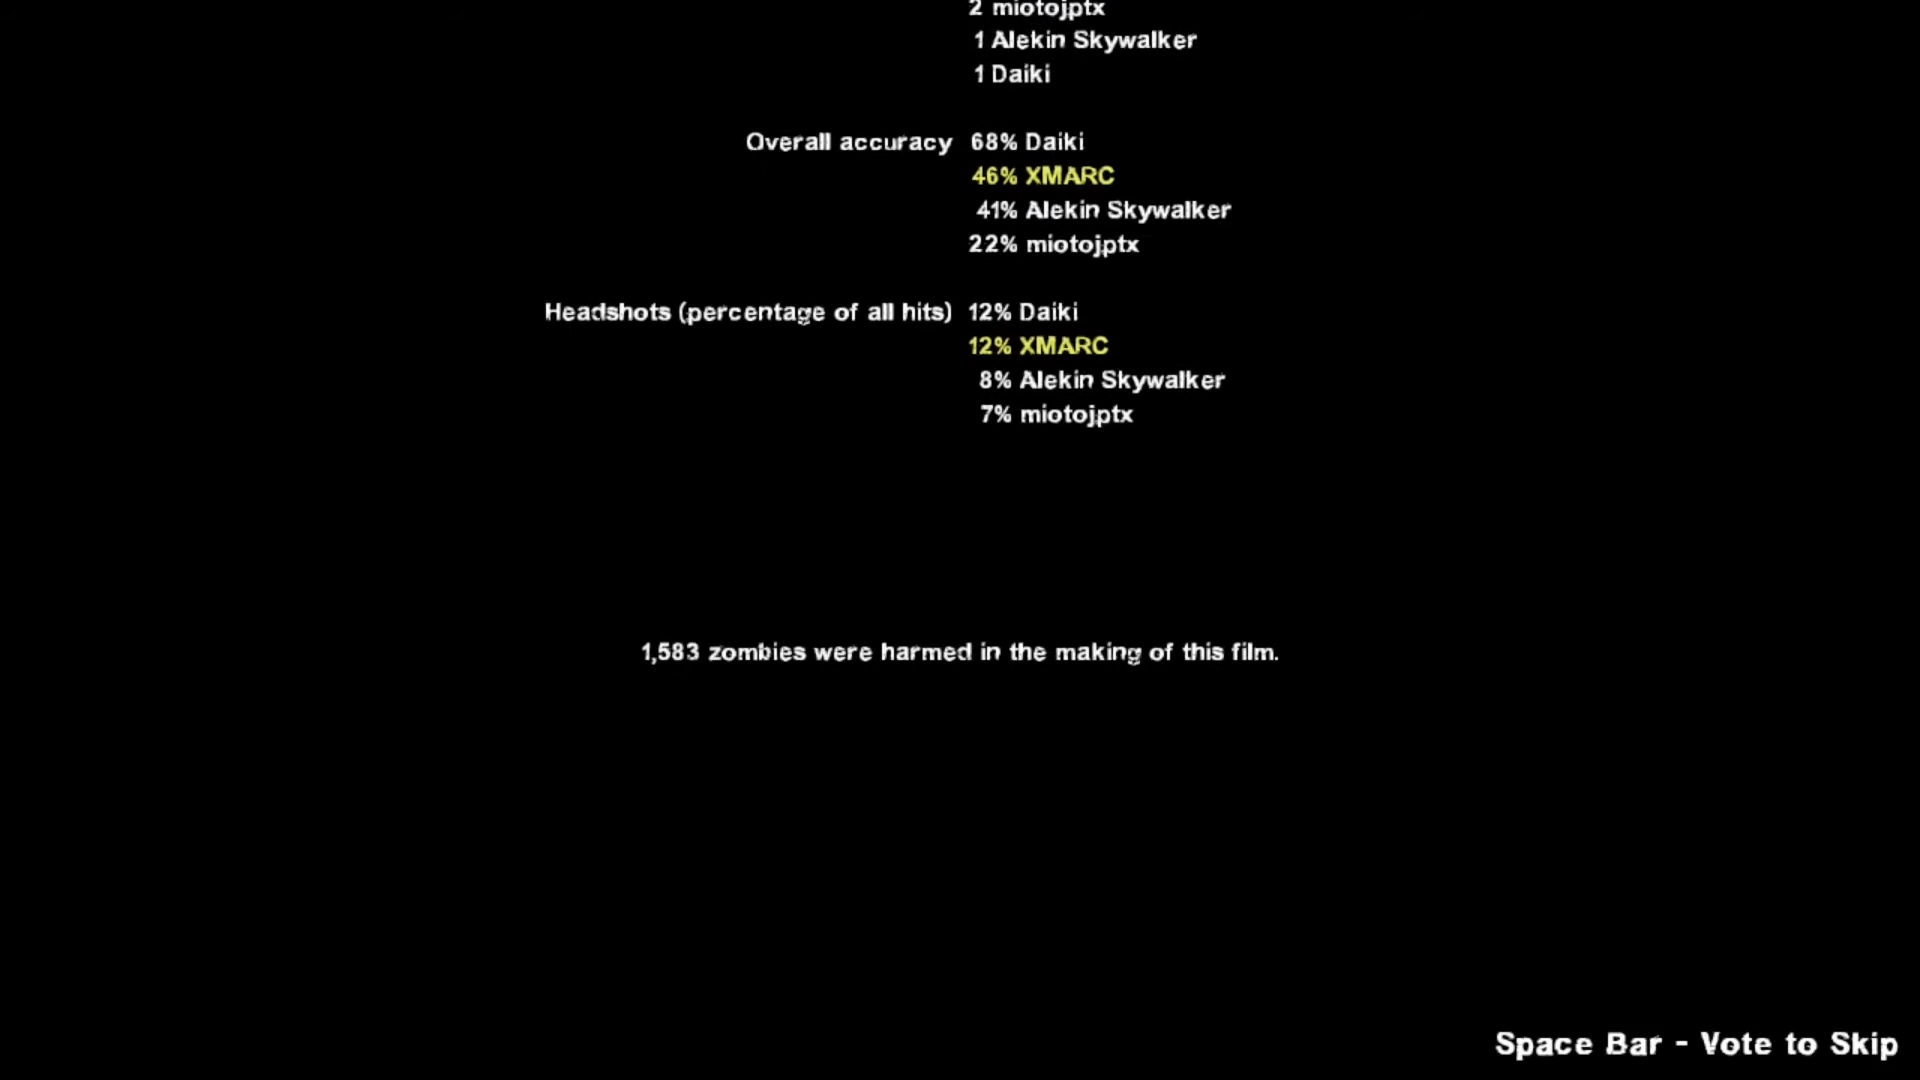 2 miotojptx
1 Alekin Skywalker
1 Daiki
Overall accuracy 68% Daiki
46% XMARC
41% Alekin Skywalker
22% miotojptx
Headshots (percentage of all hits) 12% Daiki
12% XMARC
8% Alekin Skywalker
7% miotojptx
1,583 zombies were harmed in the making of this film.
Space Bar - Vote to Skip